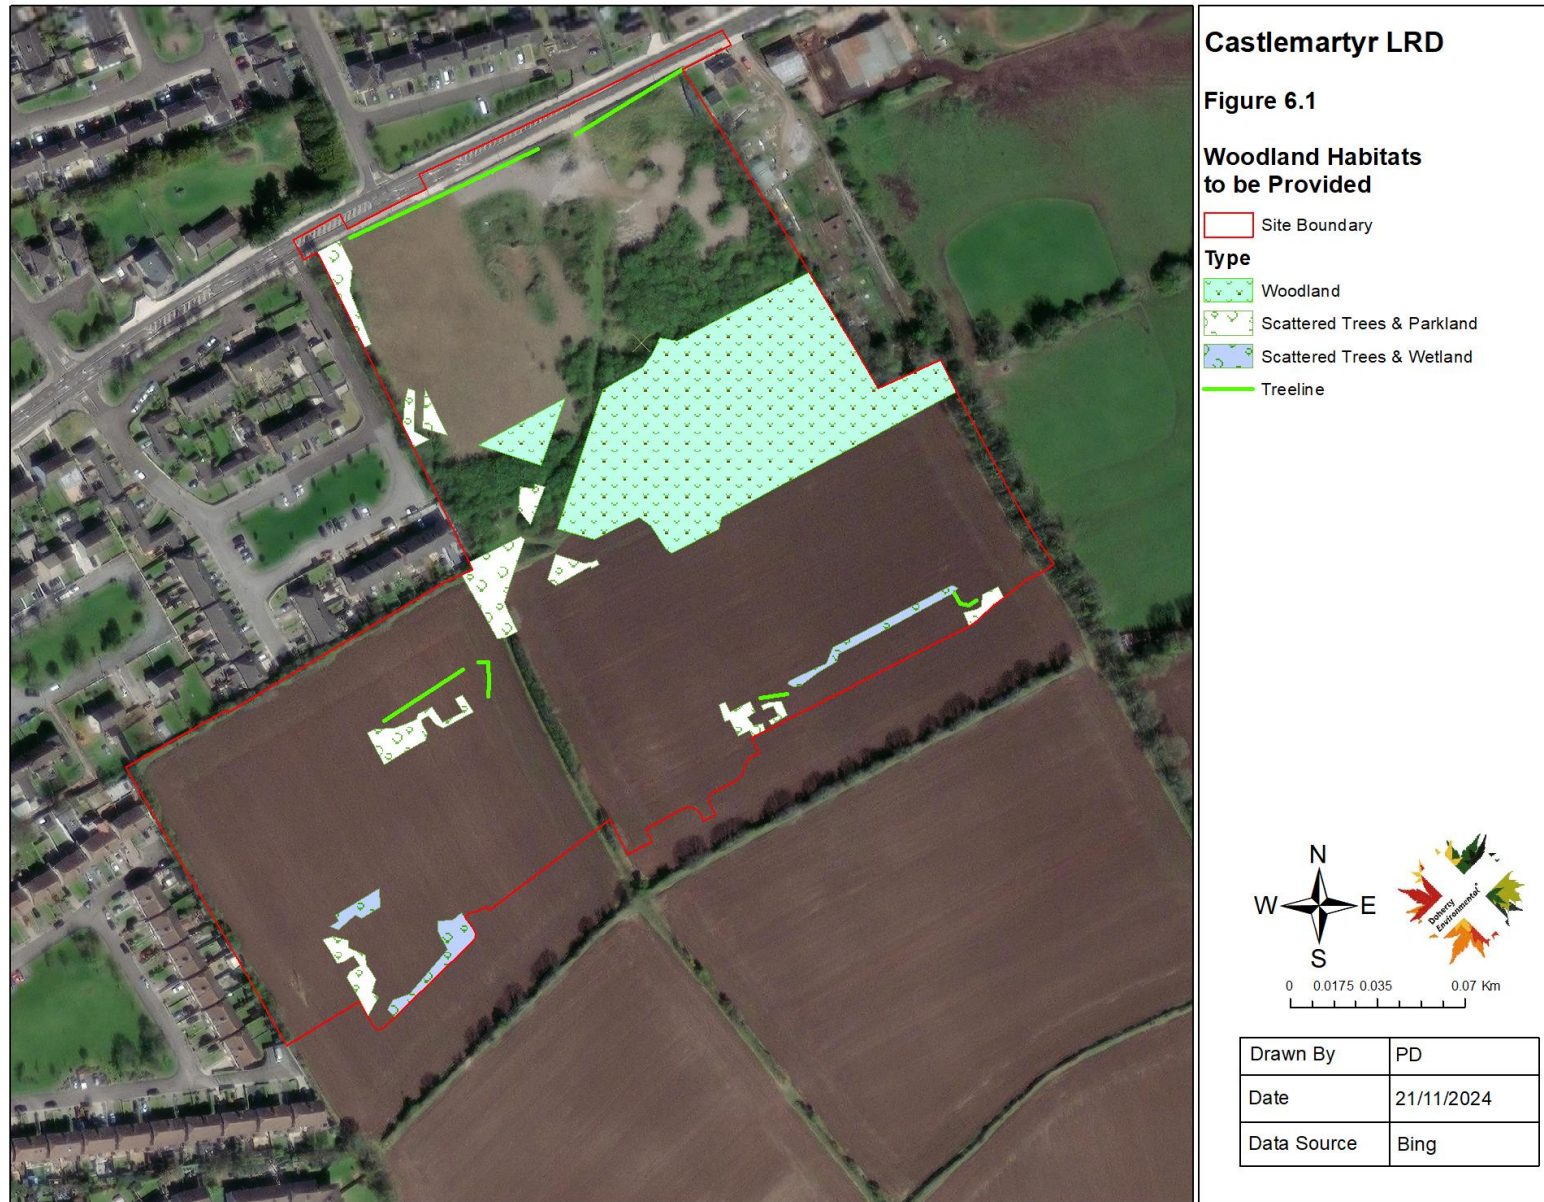 Castlemartyr LRD
Figure 6.1
Woodland Habitats
to be Provided
Site Boundary
Type
Woodland
Scattered Trees & Parkland
Scattered Trees & Wetland
Treeline
N
W E
S
Doherty
Environmental
0 0.0175 0.035 0.07 Km
Drawn By PD
Date 21/11/2024
Data Source Bing